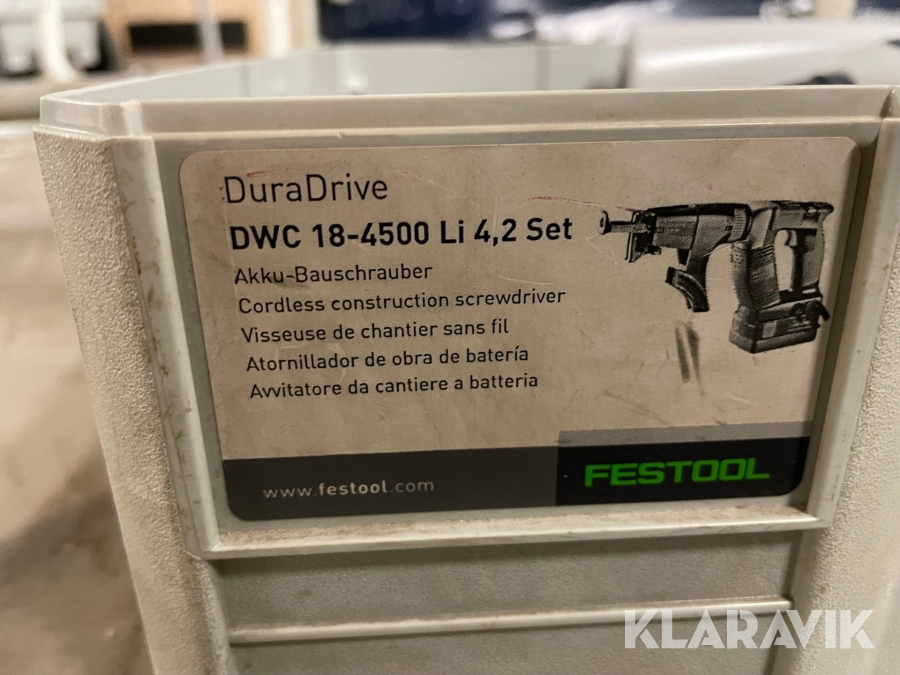 DuraDrive
DWC 18-4500 Li 4,2 Set
Akku-Bauschrauber
Cordless construction screwdriver
Visseuse de chantier sans fil
Atornillador de obra de batería
Avvitatore da cantiere a batteria
www.festool.com
FESTOOL
KLARAVIK